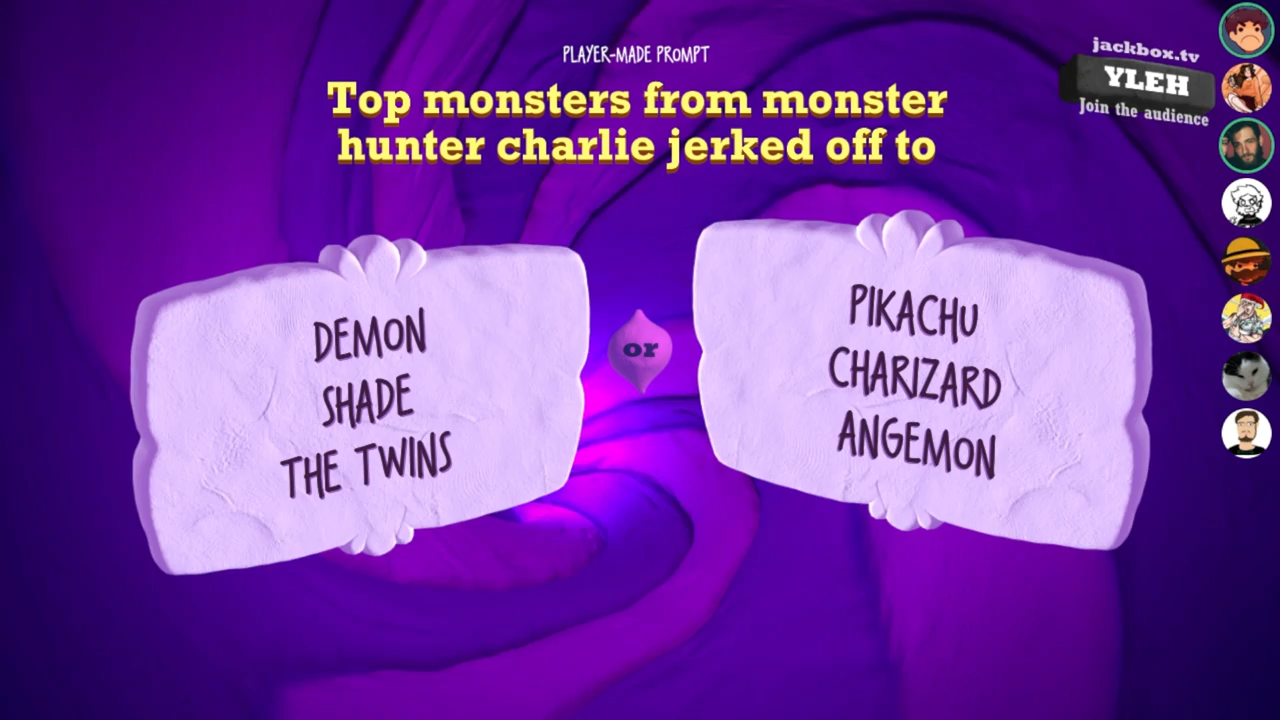 PLAYER-MADE PROMPT
Top monsters from monster
hunter charlie jerked off to
jackbox.tv
YLEH
Join the audience
DEMON
SHADE
THE TWINS
or
PIKACHU
CHARIZARD
ANGEMON